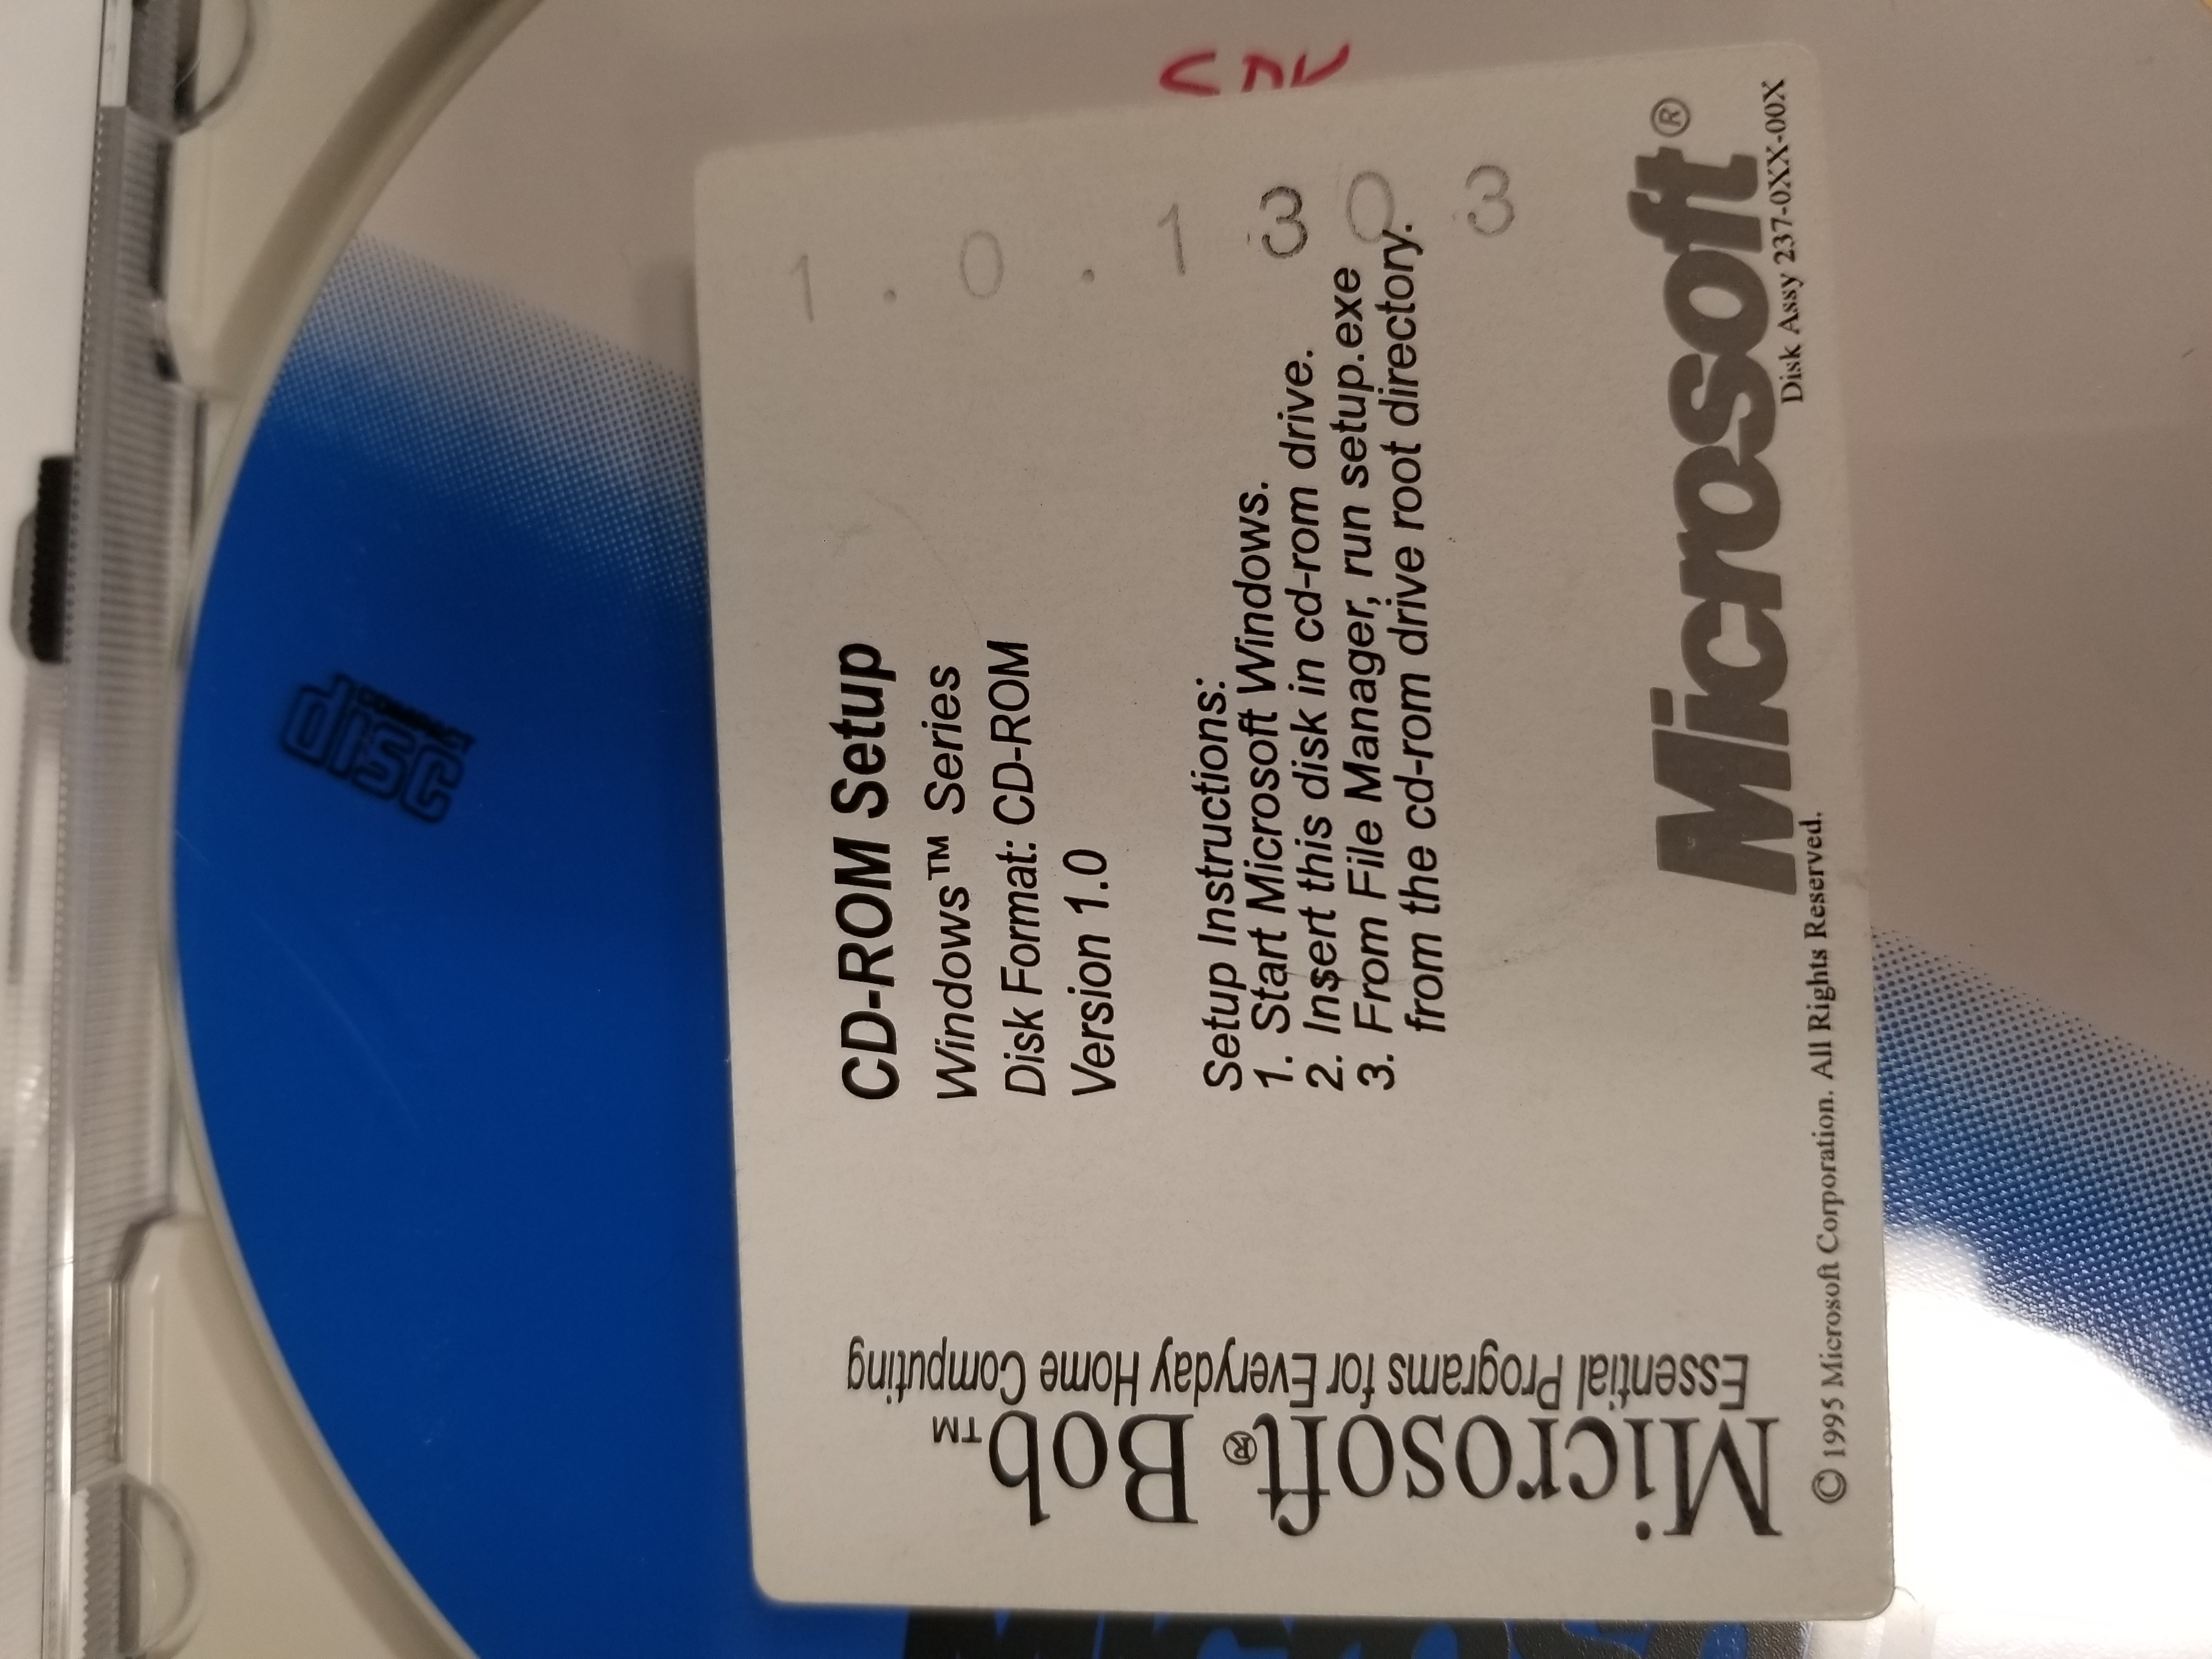 Microsoft® Bob™
Essential Programs for Everyday Home Computing
CD-ROM Setup
Windows™ Series
Disk Format: CD-ROM
Version 1.0
Setup Instructions:
1. Start Microsoft Windows.
2. Insert this disk in cd-rom drive.
3. From File Manager, run setup.exe
from the cd-rom drive root directory.
1.0.1303
Microsoft®
© 1995 Microsoft Corporation. All Rights Reserved.
Disk Assy 237-0XX-00X
COMPACT
disc